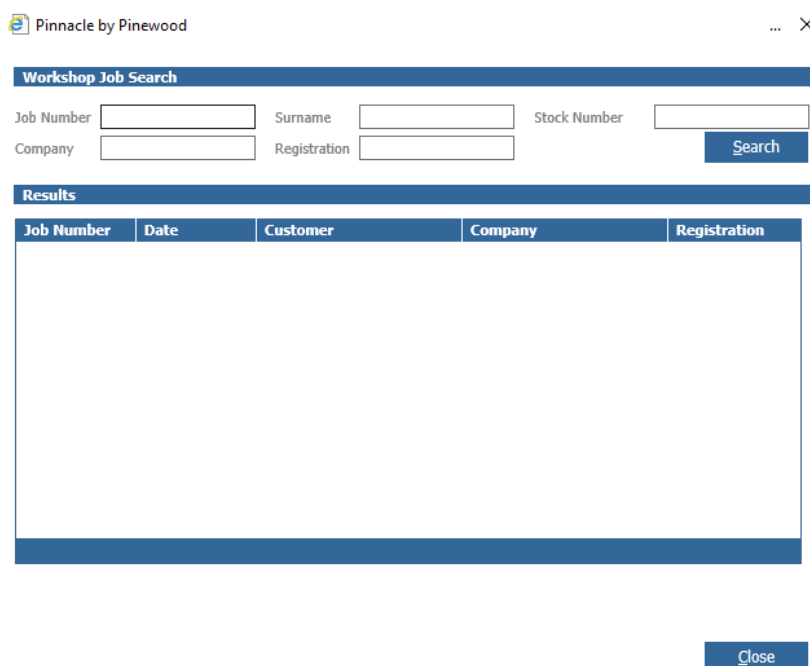 Pinnacle by Pinewood ...
Workshop Job Search
Job Number Surname Stock Number
Company Registration Search
Results
Job Number Date Customer Company Registration
Close